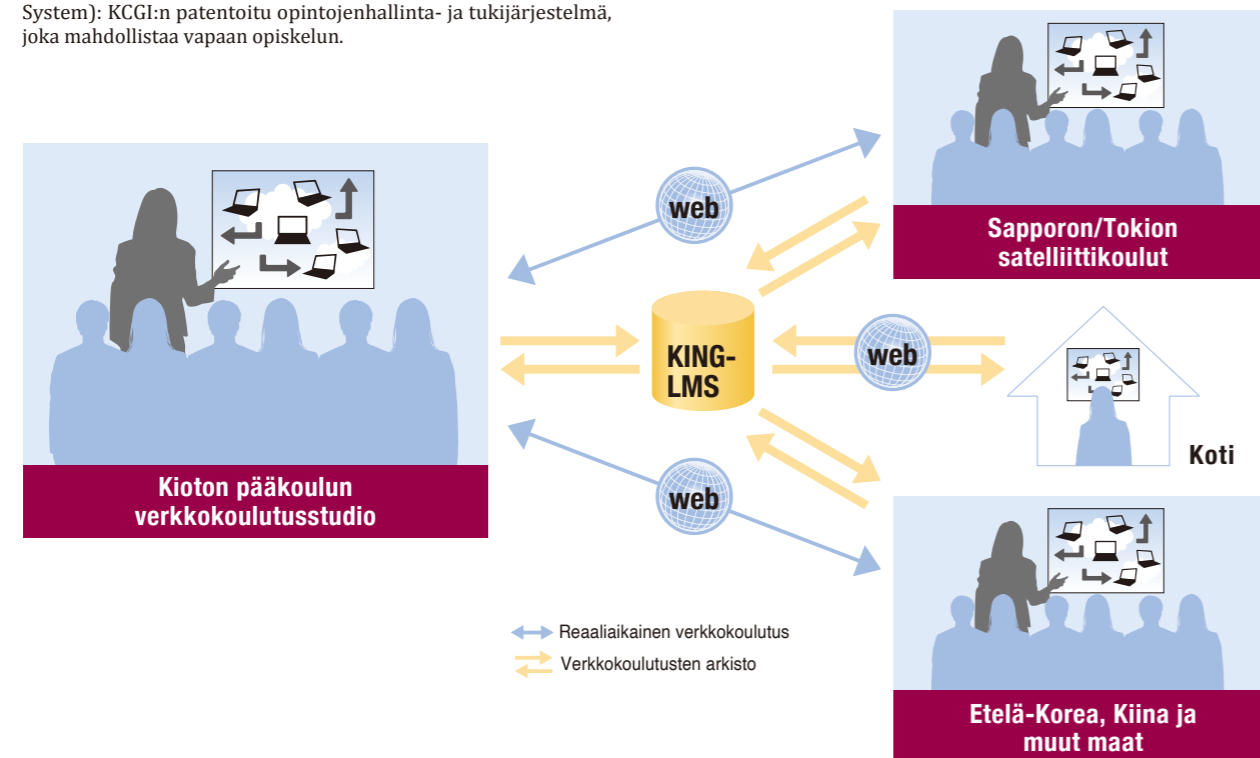 System): KCGI:n patentoitu opintojenhallinta- ja tukijärjestelmä,
joka mahdollistaa vapaan opiskelun.
web
Sapporon/Tokion
satelliittikoulut
KING-
LMS
web
Koti
Kioton pääkoulun
verkkokoulutusstudio
web
Reaaliaikainen verkkokoulutus
Verkkokoulutusten arkisto
Etelä-Korea, Kiina ja
muut maat